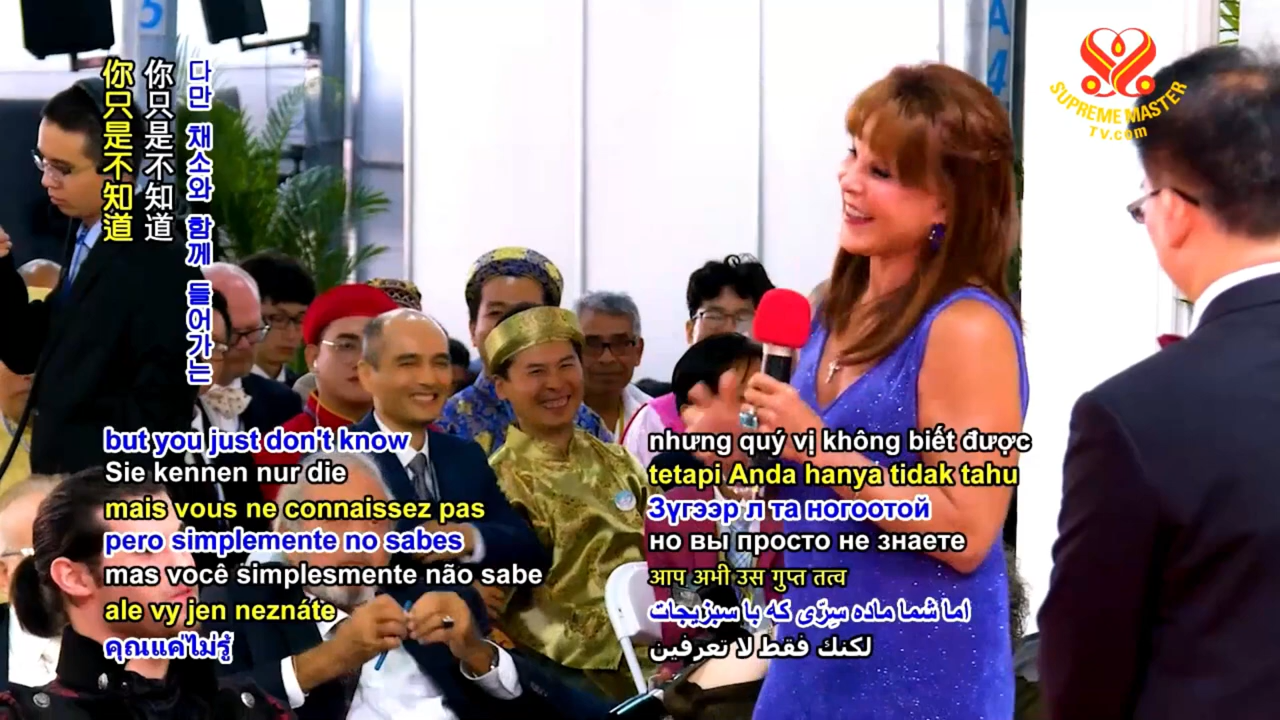 5
A4
SUPREME MASTER
TV.com
你只是不知道
你只是不知道
다만 채소와 함께 들어가는
but you just don't know
Sie kennen nur die
mais vous ne connaissez pas
pero simplemente no sabes
mas você simplesmente não sabe
ale vy jen neznáte
คุณแค่ไม่รู้
nhưng quý vị không biết được
tetapi Anda hanya tidak tahu
Зүгээр л та ногоотой
но вы просто не знаете
आप अभी उस गुप्त तत्व
اما شما ماده سِرّی که با سبزیجات
لكنك فقط لا تعرفين